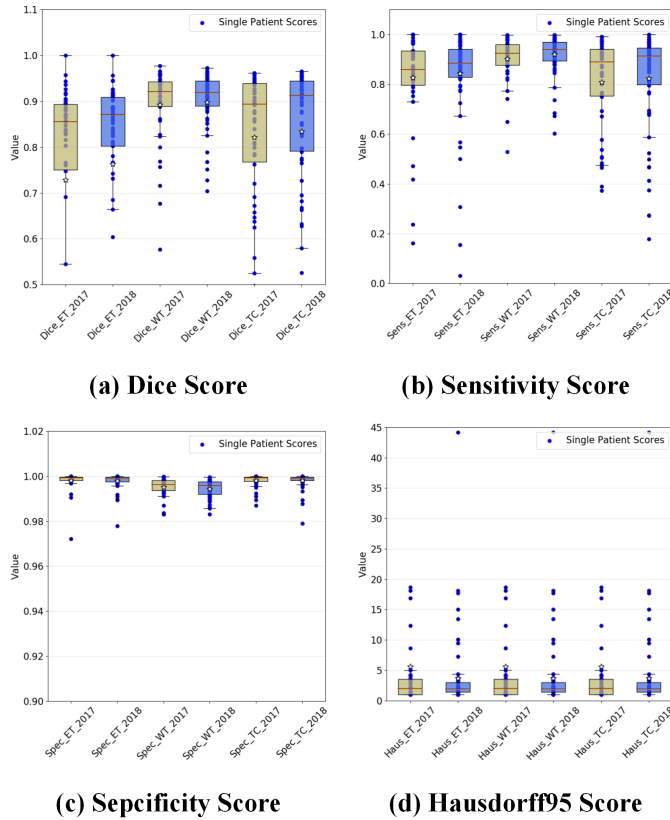 Single Patient Scores
1.1
1.0
0.9
0.8
0.7
0.6
0.5
Value
Dice_ET_2017
Dice_ET_2018
Dice_WT_2017
Dice_WT_2018
Dice_TC_2017
Dice_TC_2018
(a) Dice Score
Single Patient Scores
1.0
0.8
0.6
0.4
0.2
0.0
Value
Sens_ET_2017
Sens_ET_2018
Sens_WT_2017
Sens_WT_2018
Sens_TC_2017
Sens_TC_2018
(b) Sensitivity Score
Single Patient Scores
1.02
1.00
0.98
0.96
0.94
0.92
0.90
Value
Spec_ET_2017
Spec_ET_2018
Spec_WT_2017
Spec_WT_2018
Spec_TC_2017
Spec_TC_2018
(c) Sepcificity Score
Single Patient Scores
45
40
35
30
25
20
15
10
5
0
Value
Haus_ET_2017
Haus_ET_2018
Haus_WT_2017
Haus_WT_2018
Haus_TC_2017
Haus_TC_2018
(d) Hausdorff95 Score